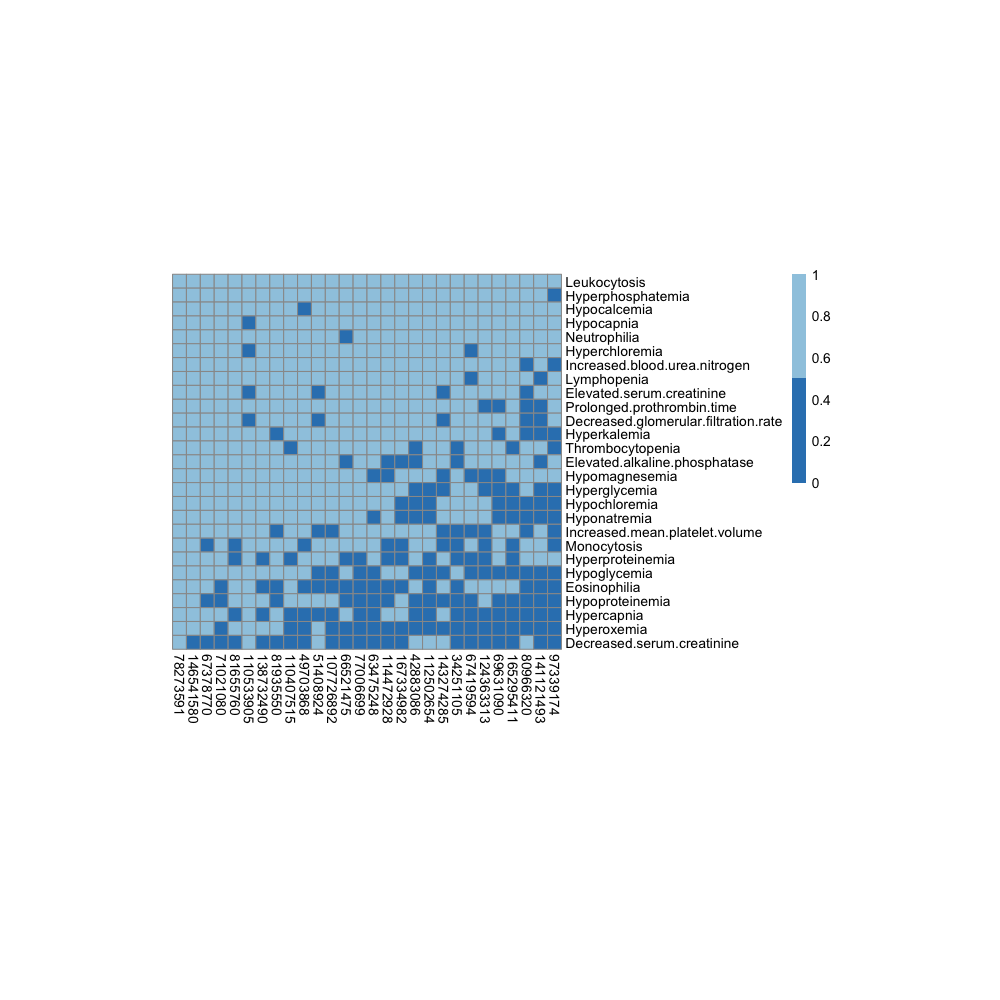 Leukocytosis
Hyperphosphatemia
Hypocalcemia
Hypocapnia
Neutrophilia
Hyperchloremia
Increased.blood.urea.nitrogen
Lymphopenia
Elevated.serum.creatinine
Prolonged.prothrombin.time
Decreased.glomerular.filtration.rate
Hyperkalemia
Thrombocytopenia
Elevated.alkaline.phosphatase
Hypomagnesemia
Hyperglycemia
Hypochloremia
Hyponatremia
Increased.mean.platelet.volume
Monocytosis
Hyperproteinemia
Hypoglycemia
Eosinophilia
Hypoproteinemia
Hypercapnia
Hyperoxemia
Decreased.serum.creatinine
1
0.8
0.6
0.4
0.2
0
78273591
146541580
67378770
71021080
81655760
110533905
138732490
81935550
110407515
49703868
51408924
107726892
66521475
77006699
63475248
114472928
167334982
42883086
112502654
143274285
34251105
67419594
124363313
69631090
165295411
80966320
141121493
97339174